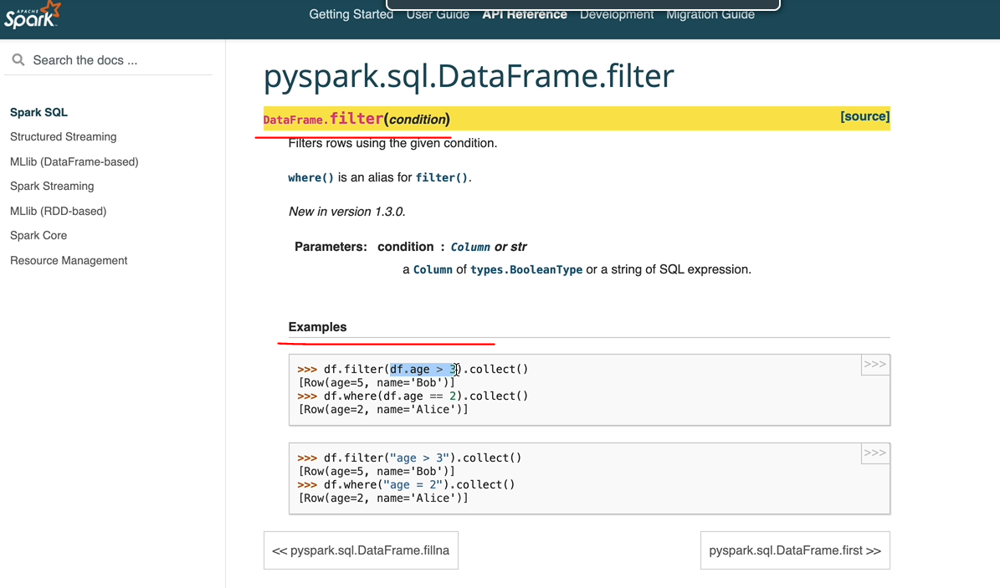 APACHE
Spark
Getting Started User Guide API Reference Development Migration Guide
Search the docs ...
Spark SQL
Structured Streaming
MLlib (DataFrame-based)
Spark Streaming
MLlib (RDD-based)
Spark Core
Resource Management
pyspark.sql.DataFrame.filter
DataFrame.filter(condition) [source]
Filters rows using the given condition.
where() is an alias for filter().
New in version 1.3.0.
Parameters: condition : Column or str
a Column of types.BooleanType or a string of SQL expression.
Examples
>>>
>>> df.filter(df.age > 3).collect()
[Row(age=5, name='Bob')]
>>> df.where(df.age == 2).collect()
[Row(age=2, name='Alice')]
>>>
>>> df.filter("age > 3").collect()
[Row(age=5, name='Bob')]
>>> df.where("age = 2").collect()
[Row(age=2, name='Alice')]
<< pyspark.sql.DataFrame.fillna
pyspark.sql.DataFrame.first >>